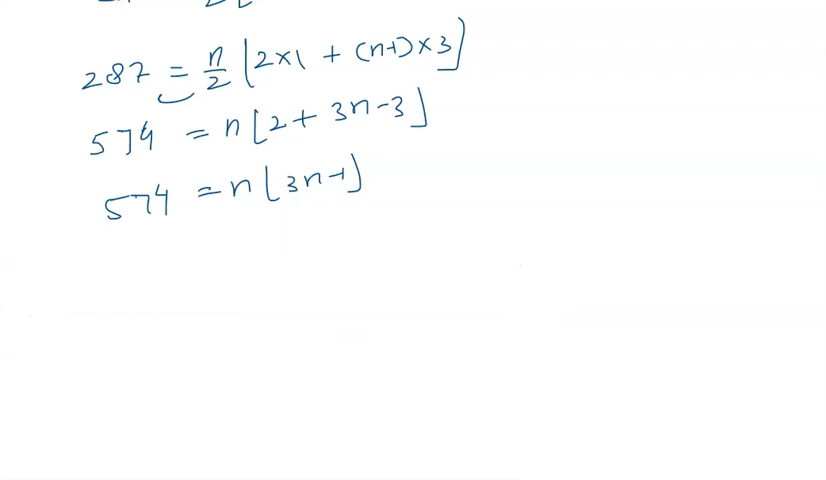 287 = n/2 [2×1 + (n-1)×3]
574 = n[2+3n-3]
574 = n[3n-1]